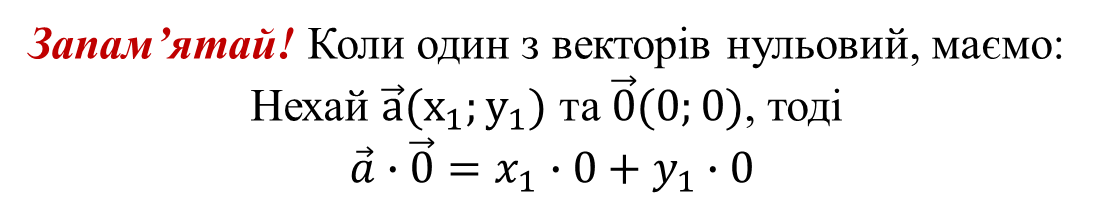 Запам’ятай! Коли один з векторів нульовий, маємо:
Нехай a⃗(x₁; y₁) та 0⃗(0; 0), тоді
a⃗ · 0⃗ = x₁ · 0 + y₁ · 0